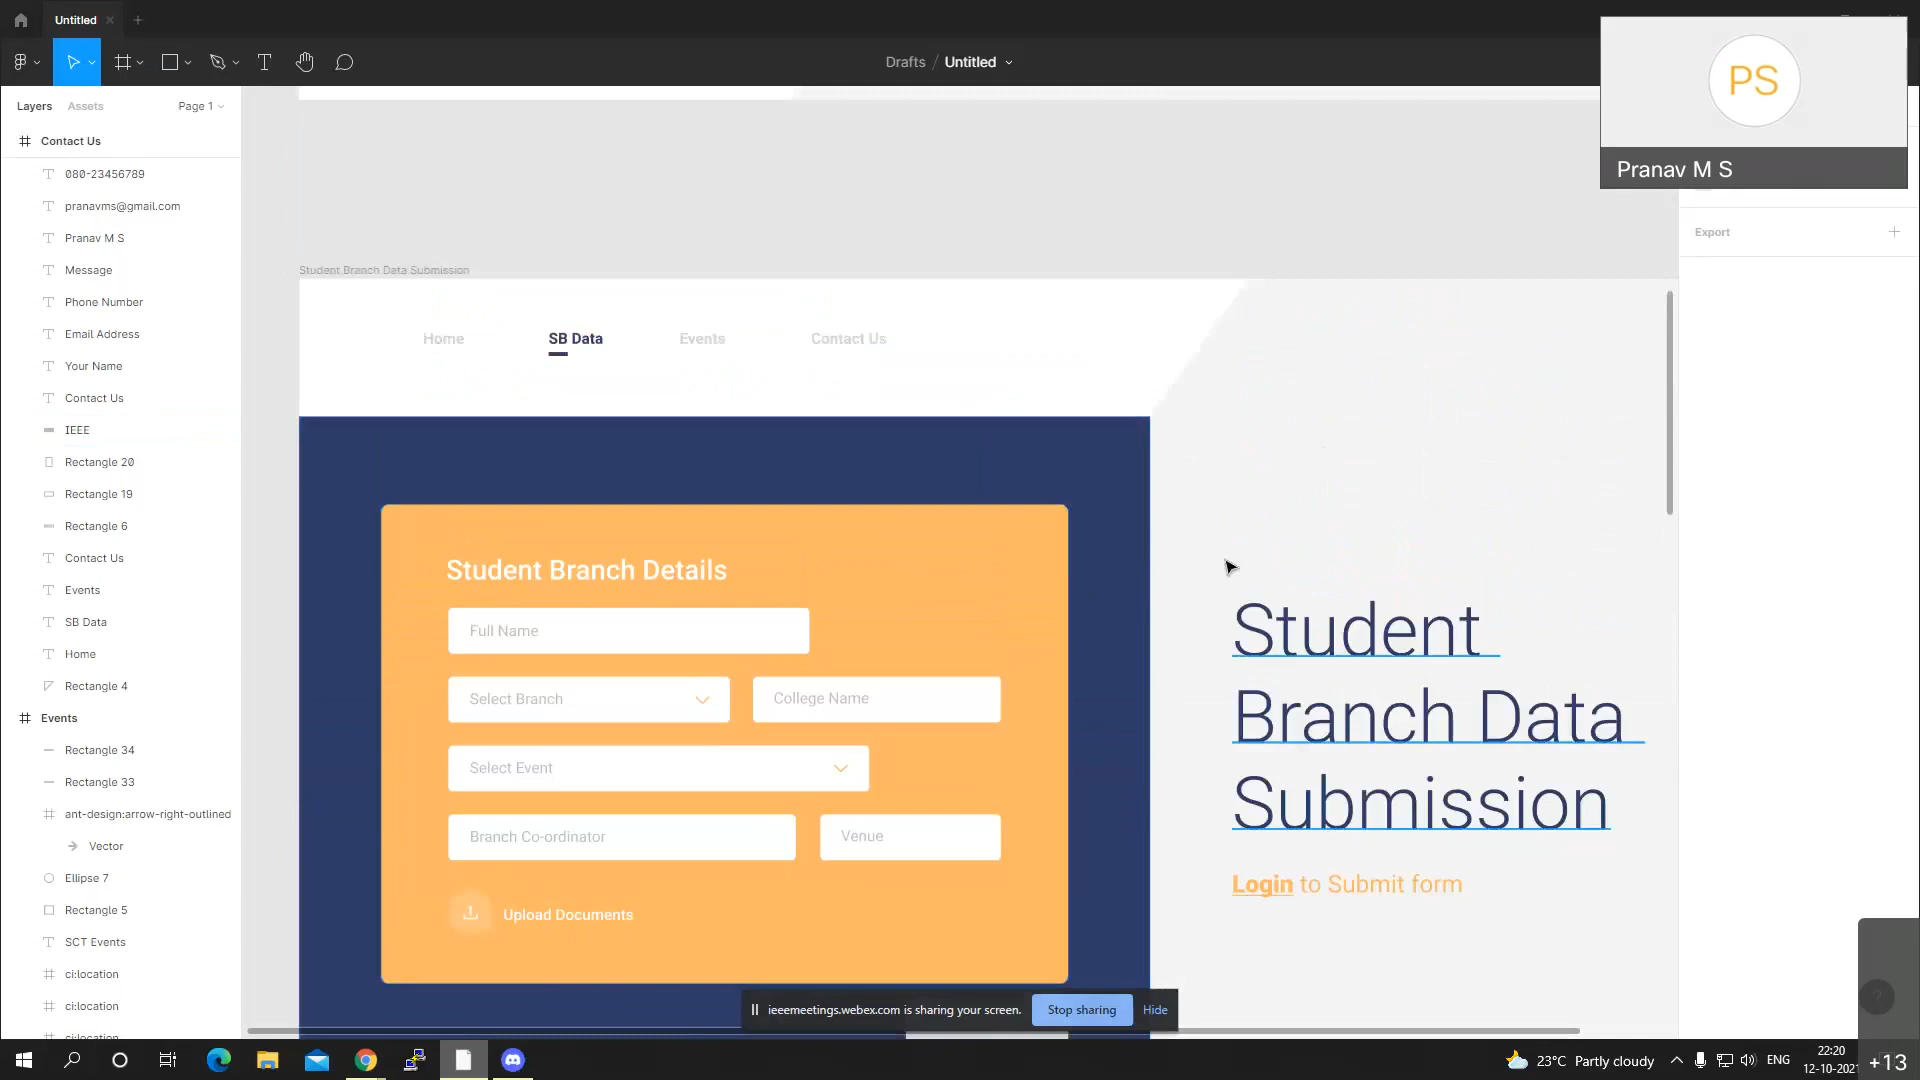 Untitled
Drafts / Untitled
PS
Pranav M S
Layers
Assets
Page 1
Contact Us
080-23456789
pranavms@gmail.com
Pranav M S
Message
Phone Number
Email Address
Your Name
Contact Us
IEEE
Rectangle 20
Rectangle 19
Rectangle 6
Contact Us
Events
SB Data
Home
Rectangle 4
Events
Rectangle 34
Rectangle 33
ant-design:arrow-right-outlined
Vector
Ellipse 7
Rectangle 5
SCT Events
ci:location
ci:location
Export
Student Branch Data Submission
Home
SB Data
Events
Contact Us
Student Branch Details
Full Name
Select Branch
College Name
Select Event
Branch Co-ordinator
Venue
Upload Documents
Student
Branch Data
Submission
Login to Submit form
ieeemeetings.webex.com is sharing your screen.
Stop sharing
Hide
23°C Partly cloudy
ENG
22:20
+13